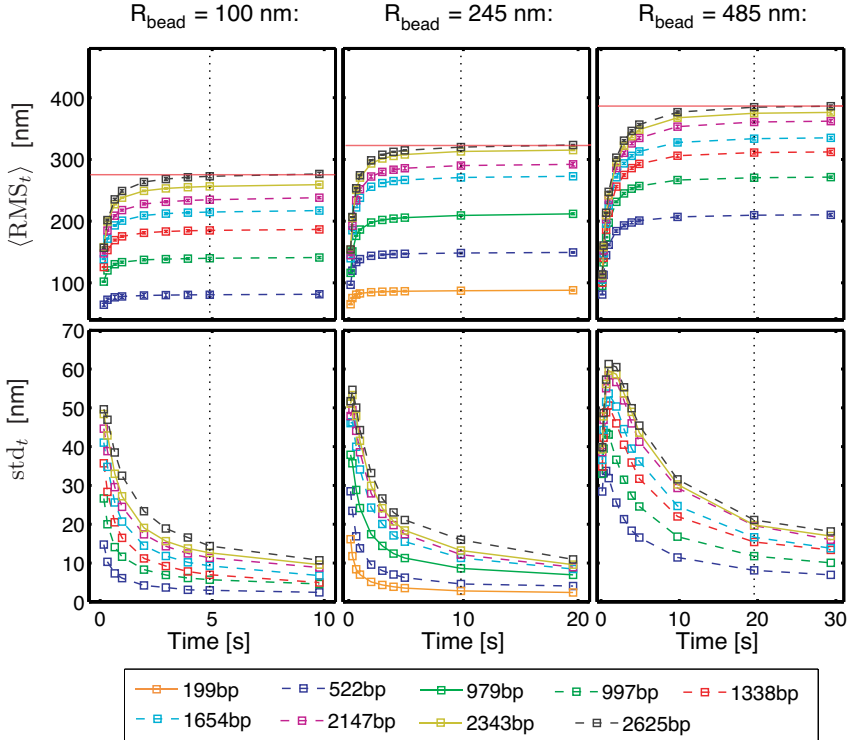 R_bead = 100 nm: R_bead = 245 nm: R_bead = 485 nm:
⟨RMS_t⟩ [nm]
400
300
200
100
std_t [nm]
70
60
50
40
30
20
10
0
0 5 10 0 10 20 0 10 20 30
Time [s] Time [s] Time [s]
199bp 522bp 979bp 997bp 1338bp
1654bp 2147bp 2343bp 2625bp